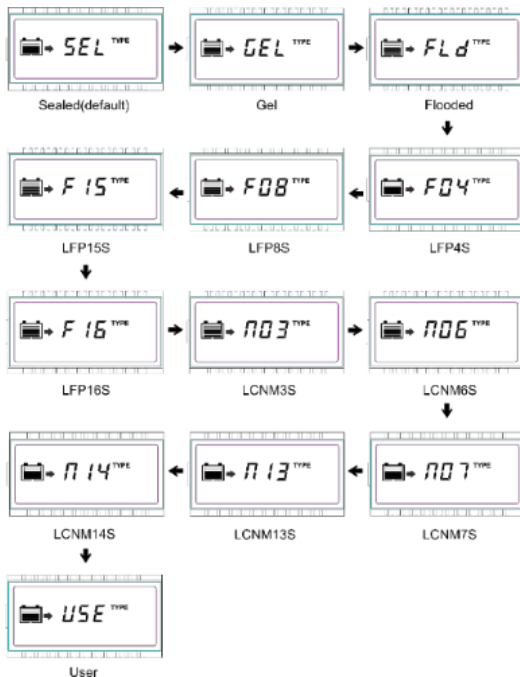 SEL TYPE
Sealed(default)
GEL TYPE
Gel
FLd TYPE
Flooded
F04 TYPE
LFP4S
F08 TYPE
LFP8S
F15 TYPE
LFP15S
F16 TYPE
LFP16S
n03 TYPE
LCNM3S
n06 TYPE
LCNM6S
n07 TYPE
LCNM7S
n13 TYPE
LCNM13S
n14 TYPE
LCNM14S
USE TYPE
User